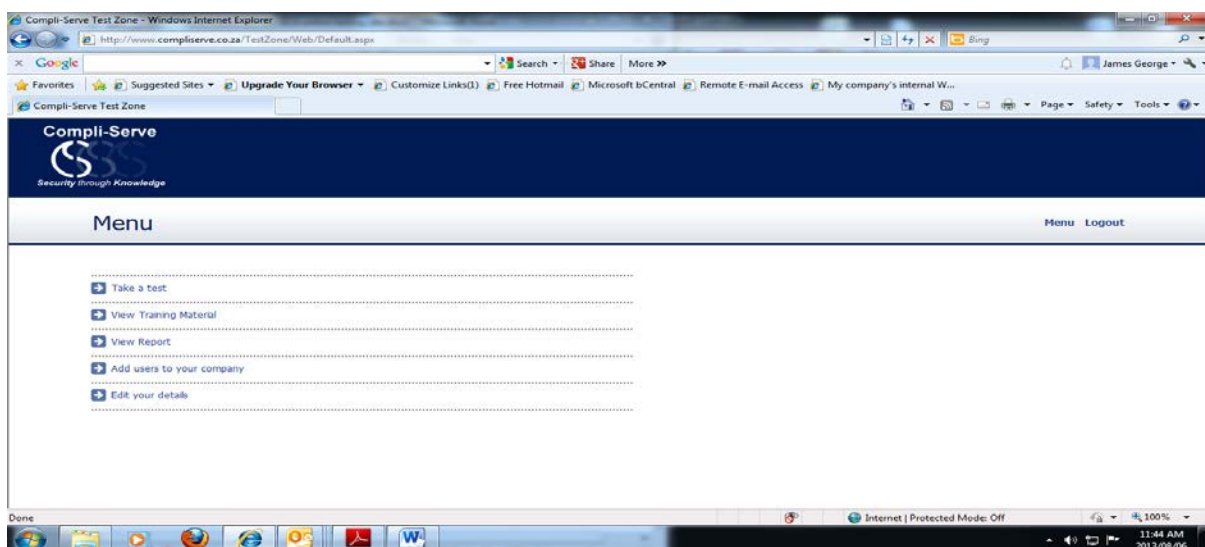 Compli-Serve Test Zone - Windows Internet Explorer
http://www.compliserve.co.za/TestZone/Web/Default.aspx Bing
x Google Search Share More >> James George
Favorites Suggested Sites Upgrade Your Browser Customize Links(1) Free Hotmail Microsoft bCentral Remote E-mail Access My company's internal W...
Compli-Serve Test Zone Page Safety Tools
Compli-Serve
Security through Knowledge
Menu Menu Logout
Take a test
View Training Material
View Report
Add users to your company
Edit your details
Done Internet | Protected Mode: Off 100%
11:44 AM
2013/08/06